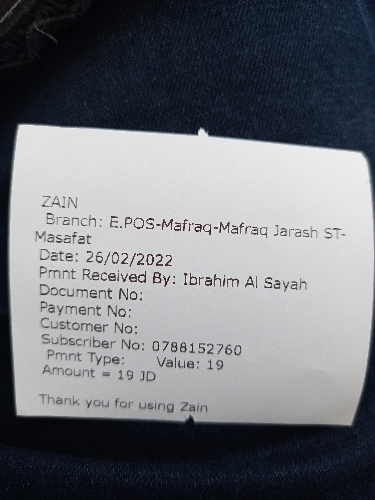 ZAIN
Branch: E.POS-Mafraq-Mafraq Jarash ST-
Masafat
Date: 26/02/2022
Pmnt Received By: Ibrahim Al Sayah
Document No:
Payment No:
Customer No:
Subscriber No: 0788152760
Pmnt Type: Value: 19
Amount = 19 JD
Thank you for using Zain